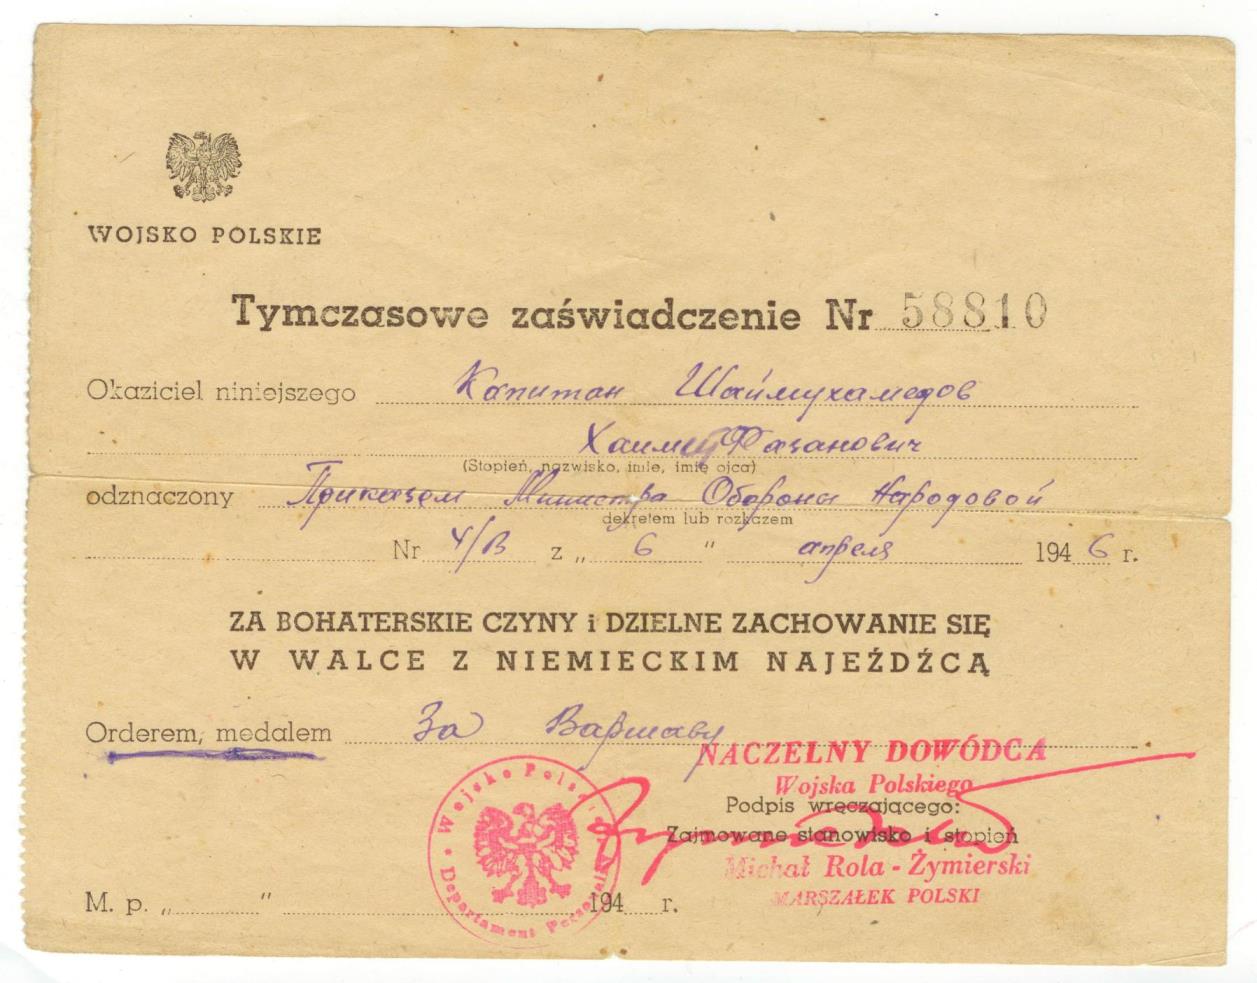 WOJSKO POLSKIE
Tymczasowe zaświadczenie Nr 58810
Okaziciel niniejszego Капитан Шаймухамедов
Фазанович
(Stopień, nazwisko, imie, imię ojca)
odznaczony Приказом Министра Обороны Народовой
dekretem lub rozkazem
Nr 4/В z „ 6 " апреля 1946 r.
ZA BOHATERSKIE CZYNY i DZIELNE ZACHOWANIE SIĘ
W WALCE Z NIEMIECKIM NAJEŹDŹCĄ
Orderem, medalem За Варшаву
NACZELNY DOWÓDCA
Wojska Polskiego
Podpis wręczającego:
Zajmowane stanowisko i stopień
Michał Rola - Żymierski
MARSZAŁEK POLSKI
M. p. „ " 194 r.
Wojsko Polskie
Departament